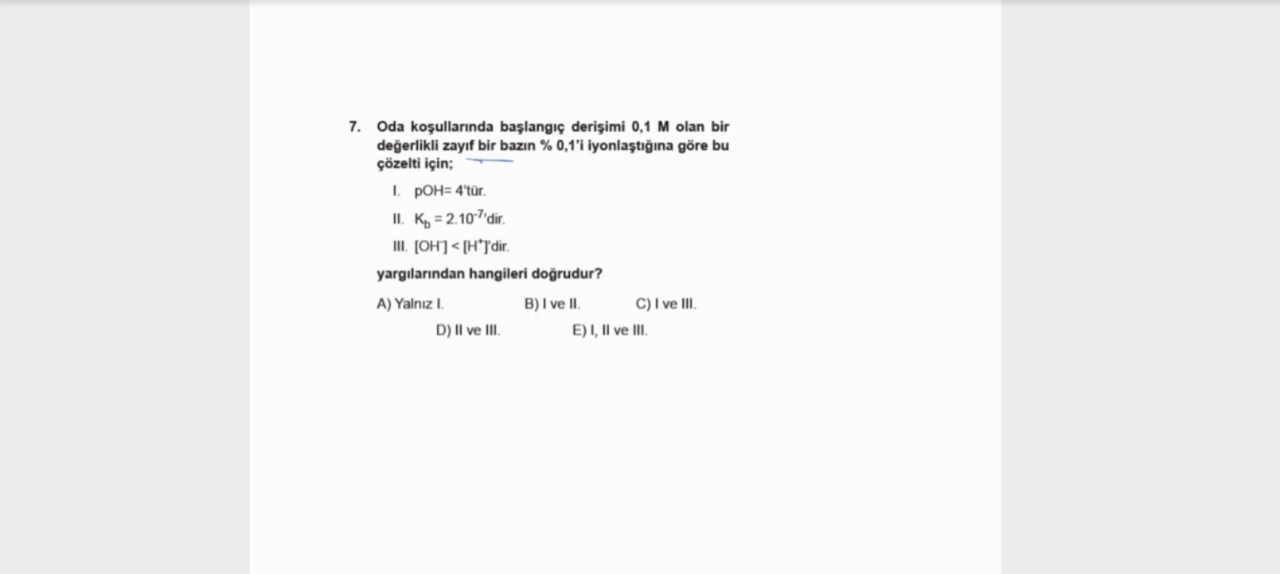 7. Oda koşullarında başlangıç derişimi 0,1 M olan bir
değerlikli zayıf bir bazın % 0,1'i iyonlaştığına göre bu
çözelti için;
I. pOH= 4'tür.
II. K_b = 2.10^-7'dir.
III. [OH^-] < [H^+]'dir.
yargılarından hangileri doğrudur?
A) Yalnız I. B) I ve II. C) I ve III.
D) II ve III. E) I, II ve III.